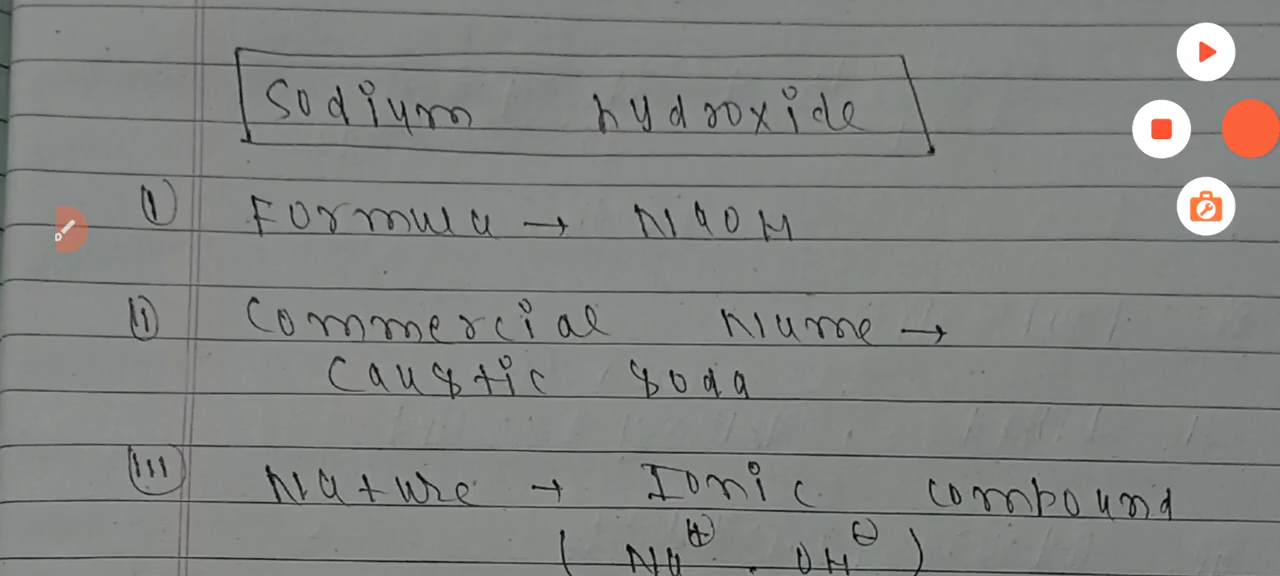 Sodium hydroxide
(I) Formula → NaOH
(II) Commercial Name →
Caustic soda
(III) Nature → Ionic compound
( Na⊕ . OH⊖ )